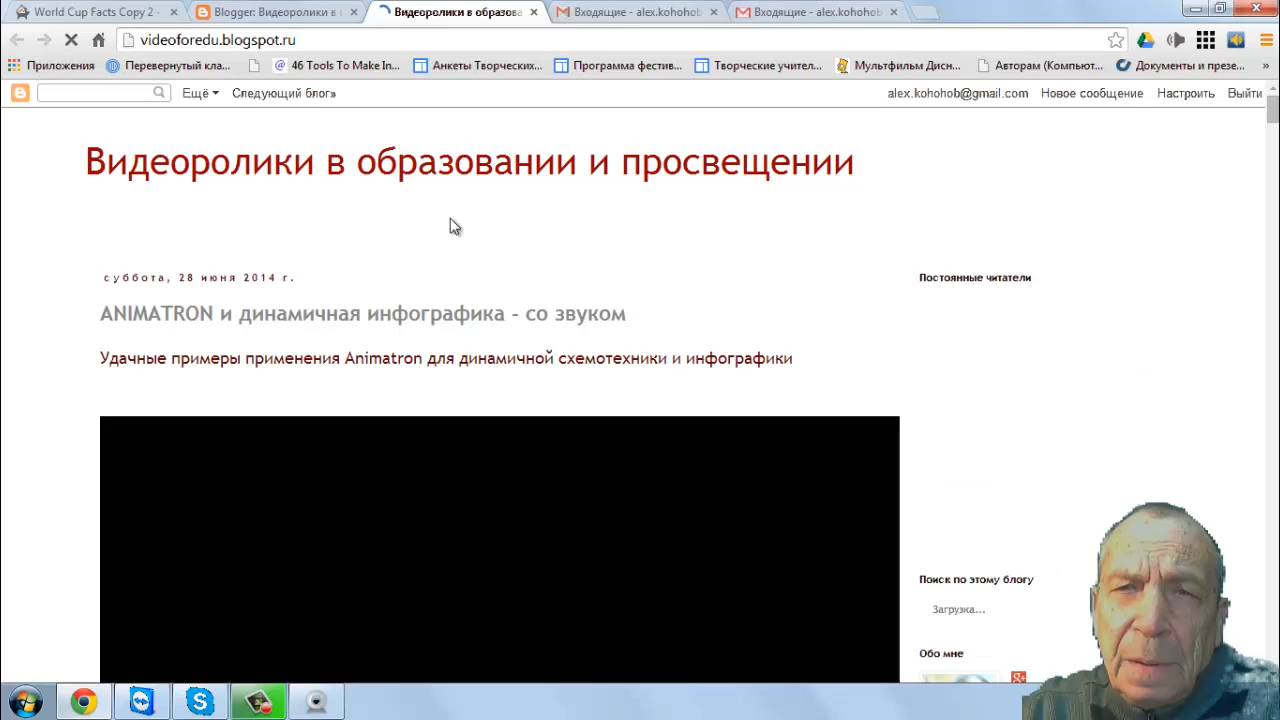 World Cup Facts Copy 2 -
Blogger: Видеоролики в
Видеоролики в образова
Входящие - alex.kohohob
Входящие - alex.kohohob
videoforedu.blogspot.ru
Приложения
Перевернутый кла...
46 Tools To Make In...
Анкеты Творческих...
Программа фестив...
Творческие учител...
Мультфильм Дисн...
Авторам (Компьют...
Документы и презе...
»
Ещё
Следующий блог»
alex.kohohob@gmail.com
Новое сообщение
Настроить
Выйти
Видеоролики в образовании и просвещении
суббота, 28 июня 2014 г.
Постоянные читатели
ANIMATRON и динамичная инфографика - со звуком
Удачные примеры применения Animatron для динамичной схемотехники и инфографики
Поиск по этому блогу
Загрузка...
Обо мне